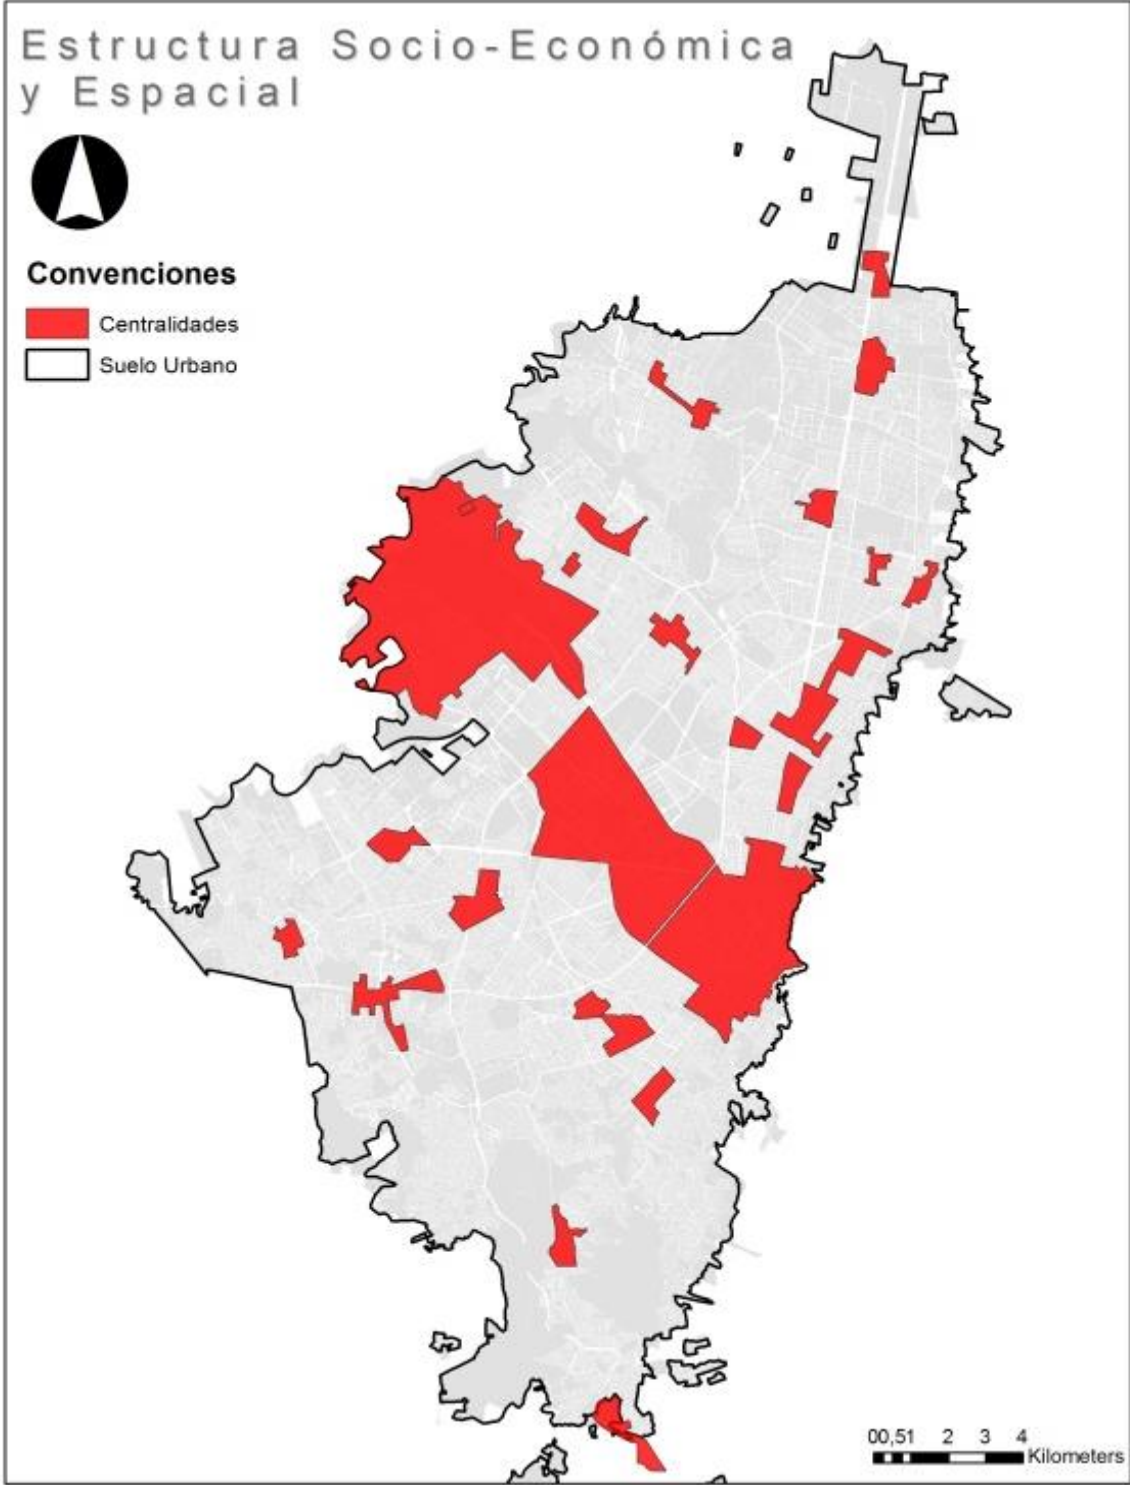 Estructura Socio-Económica
y Espacial
Convenciones
Centralidades
Suelo Urbano
00,51 2 3 4
Kilometers